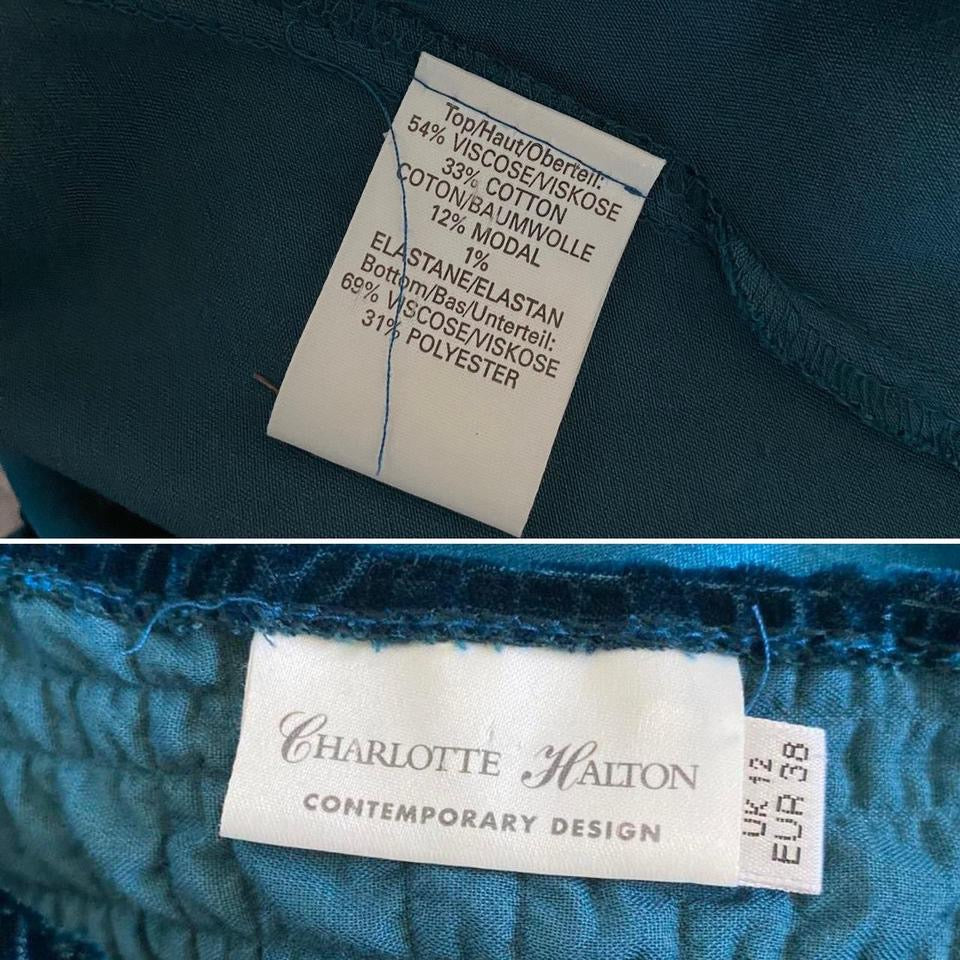 Top/Haut/Oberteil:
54% VISCOSE/VISKOSE
33% COTTON
COTON/BAUMWOLLE
12% MODAL
1%
ELASTANE/ELASTAN
Bottom/Bas/Unterteil:
69% VISCOSE/VISKOSE
31% POLYESTER
CHARLOTTE HALTON
CONTEMPORARY DESIGN
UK 12
EUR 38